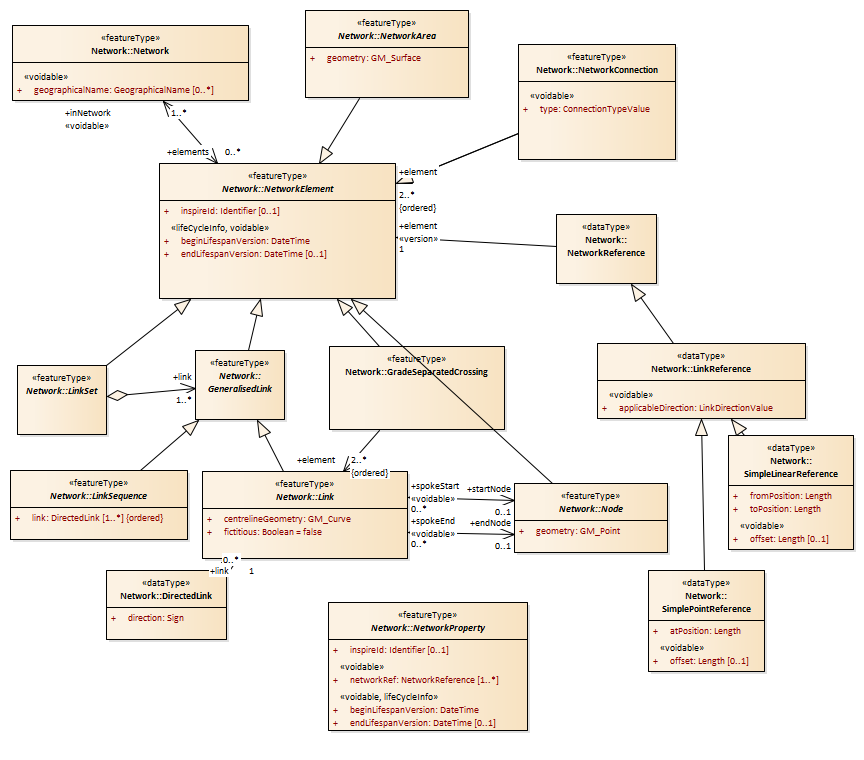 «featureType»
Network::Network
«voidable»
+ geographicalName: GeographicalName [0..*]
«featureType»
Network::NetworkArea
+ geometry: GM_Surface
«featureType»
Network::NetworkConnection
«voidable»
+ type: ConnectionTypeValue
+inNetwork
«voidable»
1..*
+elements
0..*
«featureType»
Network::NetworkElement
+ inspireId: Identifier [0..1]
«lifeCycleInfo, voidable»
+ beginLifespanVersion: DateTime
+ endLifespanVersion: DateTime [0..1]
+element
2..*
{ordered}
+element
«version»
1
«dataType»
Network::
NetworkReference
«featureType»
Network::LinkSet
+link
1..*
«featureType»
Network::
GeneralisedLink
«featureType»
Network::GradeSeparatedCrossing
«dataType»
Network::LinkReference
«voidable»
+ applicableDirection: LinkDirectionValue
«featureType»
Network::LinkSequence
+ link: DirectedLink [1..*] {ordered}
+element
2..*
{ordered}
«featureType»
Network::Link
+ centrelineGeometry: GM_Curve
+ fictitious: Boolean = false
+spokeStart
«voidable»
0..*
+startNode
0..1
+spokeEnd
«voidable»
0..*
+endNode
0..1
«featureType»
Network::Node
+ geometry: GM_Point
«dataType»
Network::
SimpleLinearReference
+ fromPosition: Length
+ toPosition: Length
«voidable»
+ offset: Length [0..1]
0..*
+link
1
«dataType»
Network::DirectedLink
+ direction: Sign
«dataType»
Network::
SimplePointReference
+ atPosition: Length
«voidable»
+ offset: Length [0..1]
«featureType»
Network::NetworkProperty
+ inspireId: Identifier [0..1]
«voidable»
+ networkRef: NetworkReference [1..*]
«voidable, lifeCycleInfo»
+ beginLifespanVersion: DateTime
+ endLifespanVersion: DateTime [0..1]